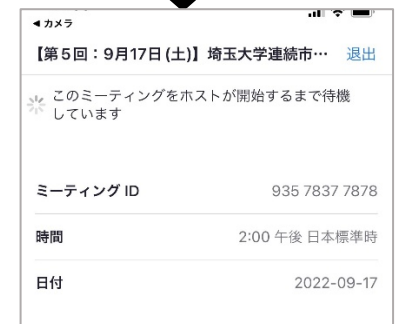 ◀ カメラ
【第5回：9月17日(土)】埼玉大学連続市… 退出
このミーティングをホストが開始するまで待機
しています
ミーティング ID 935 7837 7878
時間 2:00 午後 日本標準時
日付 2022-09-17